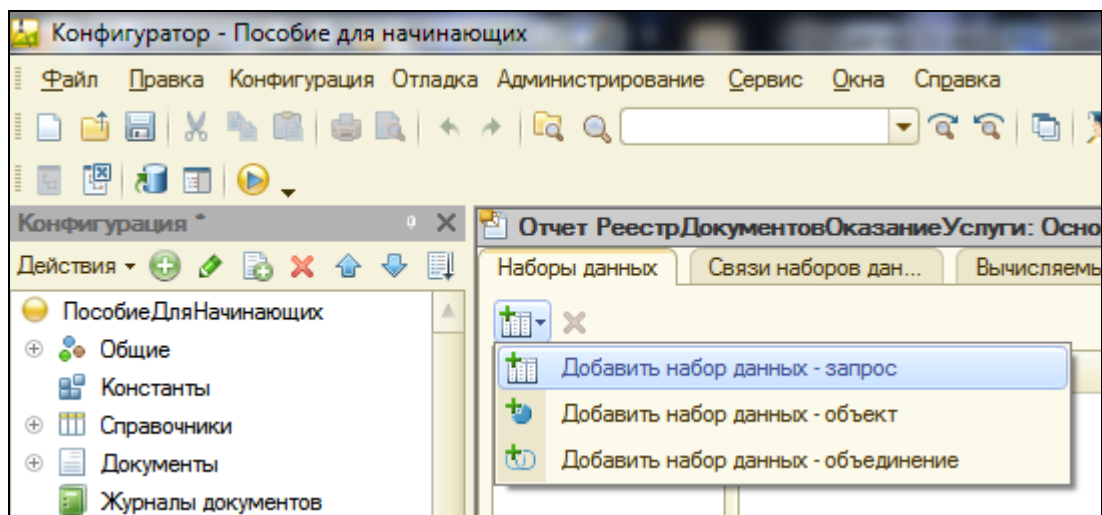 Конфигуратор - Пособие для начинающих
Файл Правка Конфигурация Отладка Администрирование Сервис Окна Справка
Конфигурация *
Отчет РеестрДокументовОказаниеУслуги: Осно
Действия
Наборы данных Связи наборов дан... Вычисляемы
ПособиеДляНачинающих
Общие
Добавить набор данных - запрос
Константы
Добавить набор данных - объект
Справочники
Документы
Добавить набор данных - объединение
Журналы документов